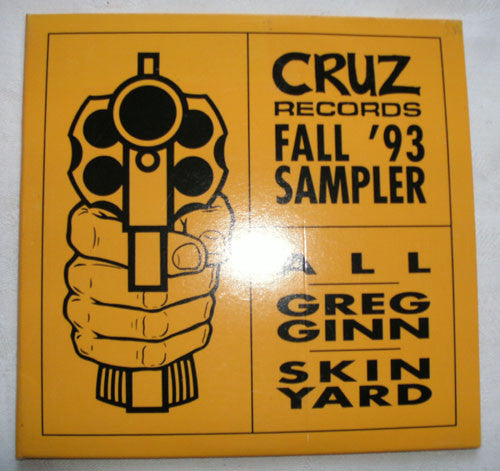 CRUZ
RECORDS
FALL '93
SAMPLER
ALL
GREG
GINN
SKIN
YARD